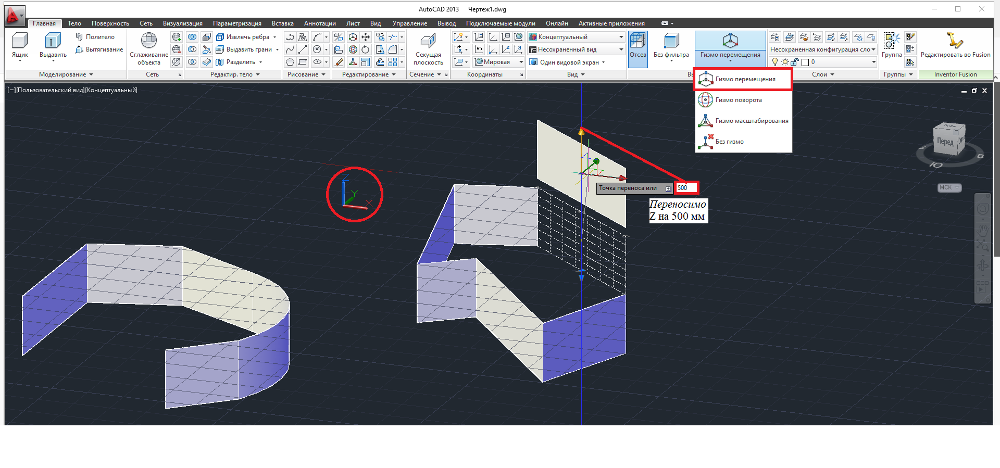 AutoCAD 2013 Чертеж1.dwg
Главная Тело Поверхность Сеть Визуализация Параметризация Вставка Аннотации Лист Вид Управление Вывод Подключаемые модули Онлайн Активные приложения
Ящик
Выдавить
Политело
Вытягивание
Моделирование
Сглаживание
объекта
Сеть
Извлечь ребра
Выдавить грани
Разделить
Редактир. тело
Рисование
Редактирование
Секущая
плоскость
Сечение
Мировая
Координаты
Концептуальный
Несохраненный вид
Один видовой экран
Вид
Отсев
Без фильтра
Гизмо перемещения
Несохраненная конфигурация сло
0
Слои
Группа
Группы
Редактировать во Fusion
Inventor Fusion
Гизмо перемещения
Гизмо поворота
Гизмо масштабирования
Без гизмо
[−][Пользовательский вид][Концептуальный]
Перед
Ю
В
МСК
Z
Y
X
Точка переноса или
500
Переносимо
Z на 500 мм